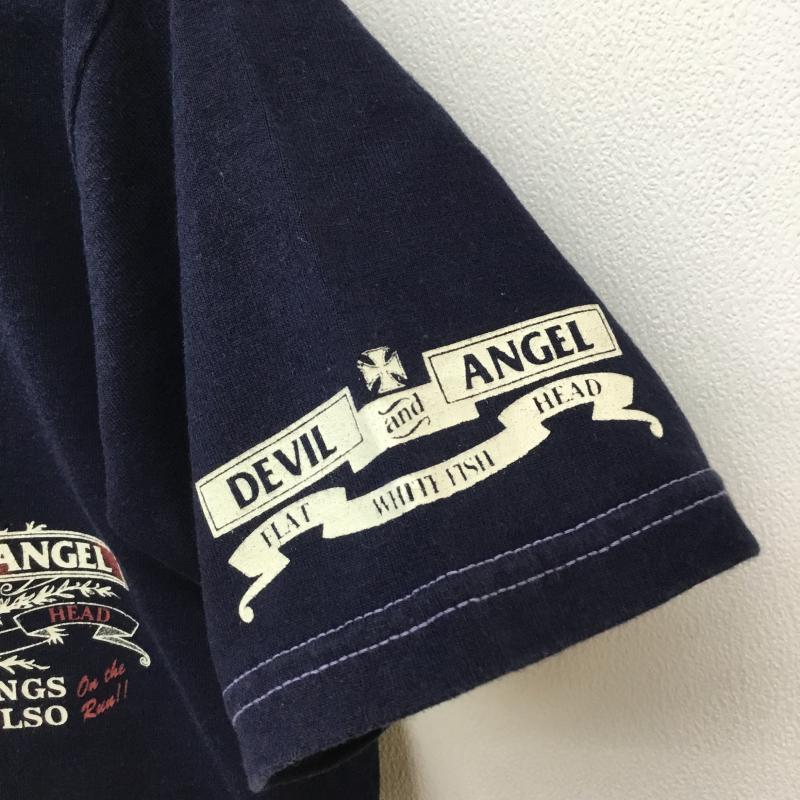 DEVIL and ANGEL
FLAT WHITE FISH HEAD
ANGEL
HEAD
NGS On the
LSO Run!!